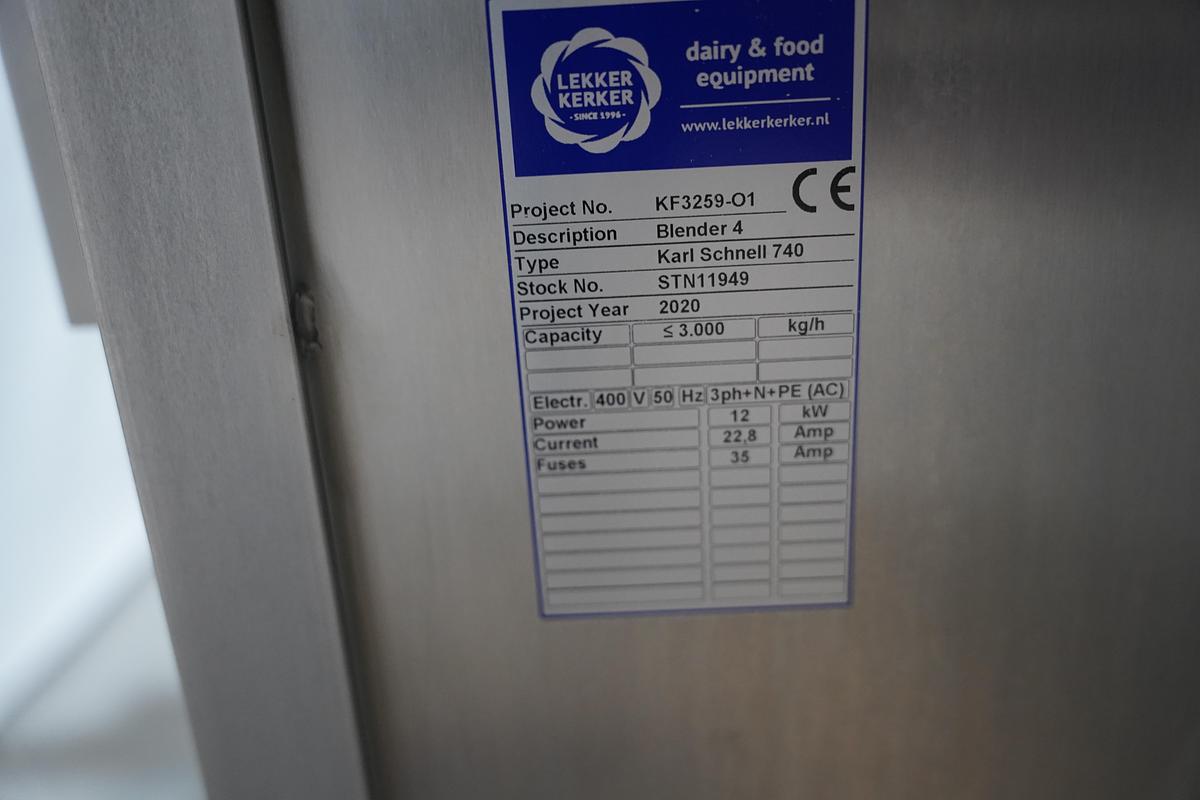 LEKKER
KERKER
- SINCE 1996 -
dairy & food
equipment
www.lekkerkerker.nl
CE
Project No. KF3259-O1
Description Blender 4
Type Karl Schnell 740
Stock No. STN11949
Project Year 2020
Capacity ≤ 3.000 kg/h
Electr. 400 V 50 Hz 3ph+N+PE (AC)
Power 12 kW
Current 22,8 Amp
Fuses 35 Amp